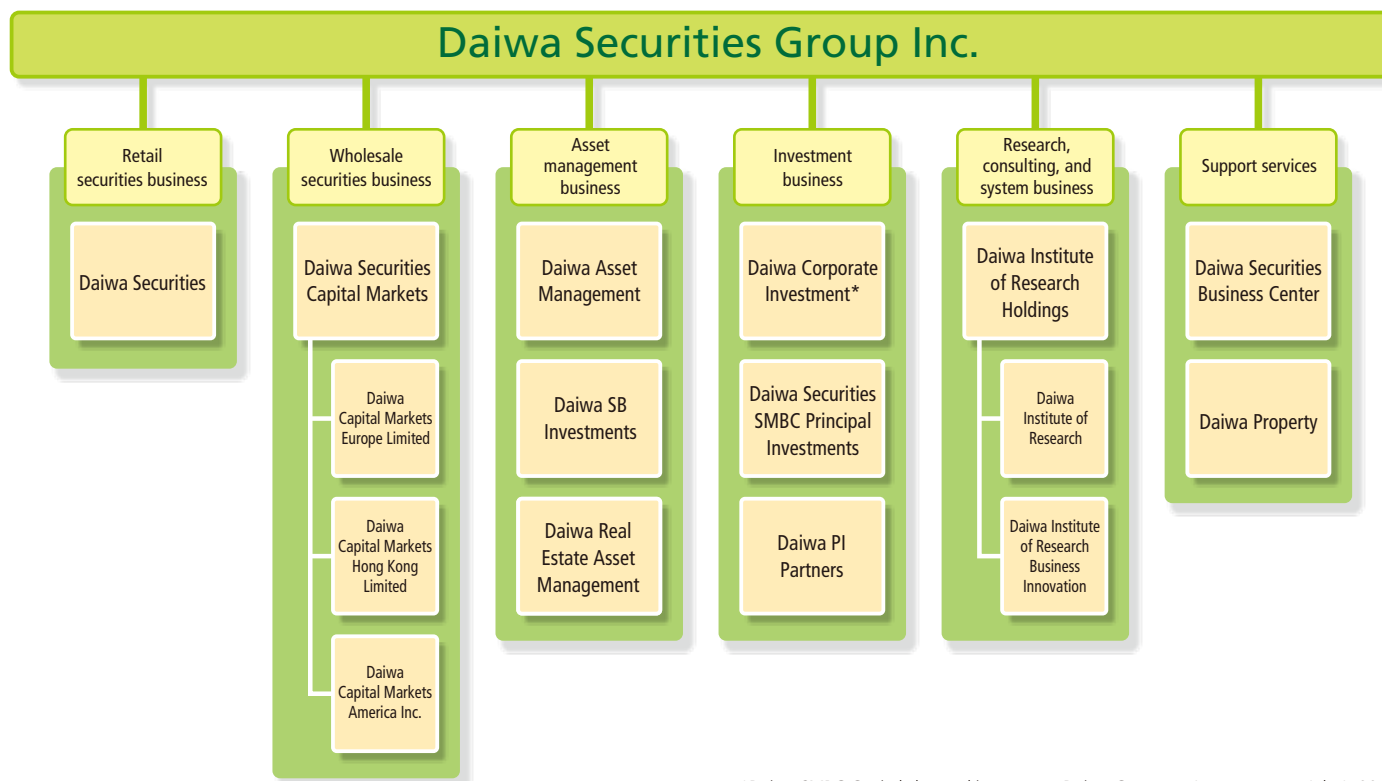 Daiwa Securities Group Inc.
Retail
securities business
Daiwa Securities
Wholesale
securities business
Daiwa Securities
Capital Markets
Daiwa
Capital Markets
Europe Limited
Daiwa
Capital Markets
Hong Kong
Limited
Daiwa
Capital Markets
America Inc.
Asset
management
business
Daiwa Asset
Management
Daiwa SB
Investments
Daiwa Real
Estate Asset
Management
Investment
business
Daiwa Corporate
Investment*
Daiwa Securities
SMBC Principal
Investments
Daiwa PI
Partners
Research,
consulting, and
system business
Daiwa Institute
of Research
Holdings
Daiwa
Institute of
Research
Daiwa Institute
of Research
Business
Innovation
Support services
Daiwa Securities
Business Center
Daiwa Property